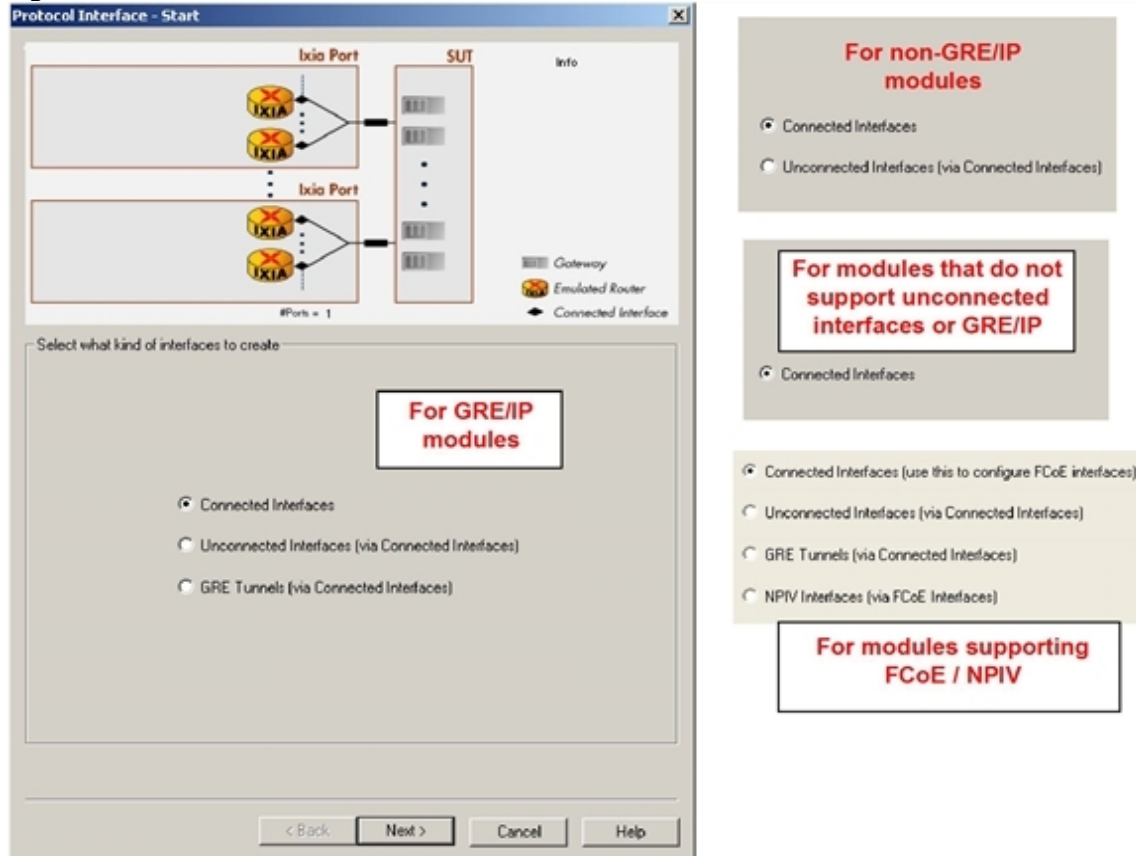 Protocol Interface - Start
Ixia Port
SUT
Info
IXIA
IXIA
Ixia Port
IXIA
IXIA
Gateway
Emulated Router
Connected Interface
#Ports = 1
Select what kind of interfaces to create
For GRE/IP
modules
Connected Interfaces
Unconnected Interfaces (via Connected Interfaces)
GRE Tunnels (via Connected Interfaces)
< Back
Next >
Cancel
Help
For non-GRE/IP
modules
Connected Interfaces
Unconnected Interfaces (via Connected Interfaces)
For modules that do not
support unconnected
interfaces or GRE/IP
Connected Interfaces
Connected Interfaces (use this to configure FCoE interfaces)
Unconnected Interfaces (via Connected Interfaces)
GRE Tunnels (via Connected Interfaces)
NPIV Interfaces (via FCoE Interfaces)
For modules supporting
FCoE / NPIV